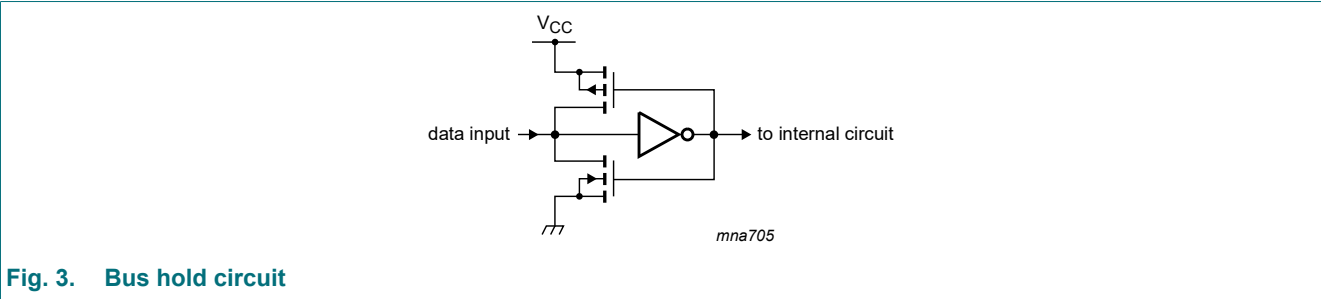 VCC
data input
to internal circuit
mna705
Fig. 3. Bus hold circuit